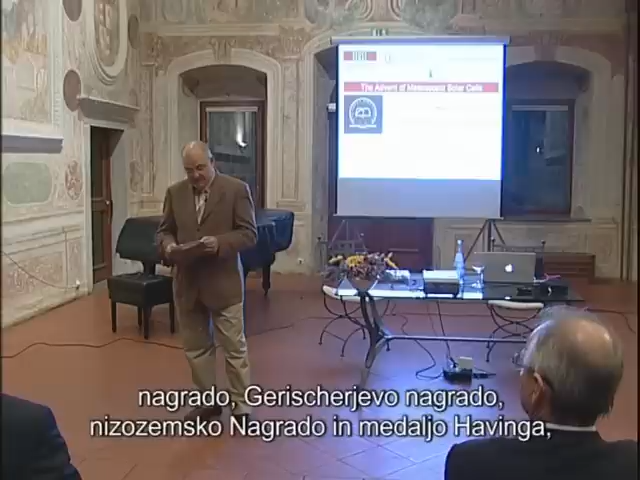 The Advent of Mesoscopic Solar Cells
nagrado, Gerischerjevo nagrado,
nizozemsko Nagrado in medaljo Havinga,